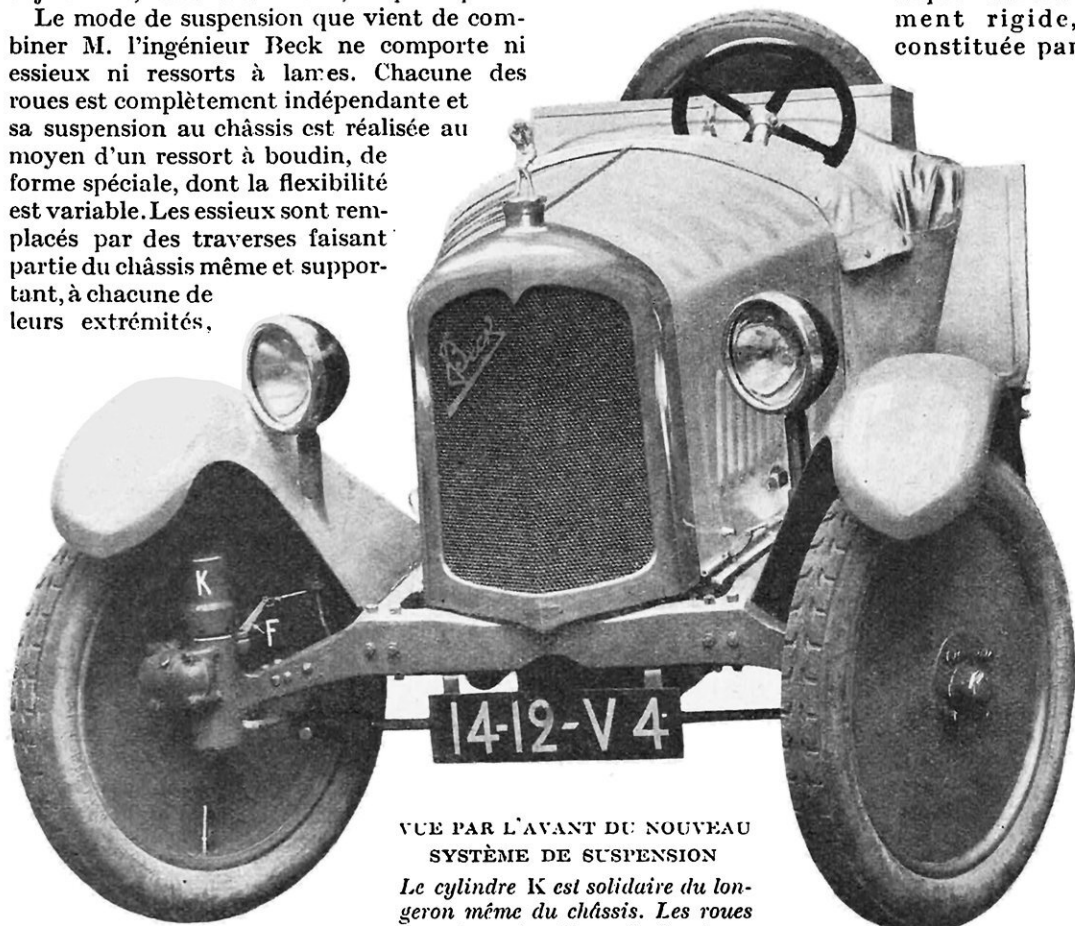 Le mode de suspension que vient de com-
biner M. l'ingénieur Beck ne comporte ni
essieux ni ressorts à lames. Chacune des
roues est complètement indépendante et
sa suspension au châssis est réalisée au
moyen d'un ressort à boudin, de
forme spéciale, dont la flexibilité
est variable. Les essieux sont rem-
placés par des traverses faisant
partie du châssis même et suppor-
tant, à chacune de
leurs extrémités,
ment rigide,
constituée par
Beck
K
F
14-12-V 4
VUE PAR L'AVANT DU NOUVEAU
SYSTÈME DE SUSPENSION
Le cylindre K est solidaire du lon-
geron même du châssis. Les roues